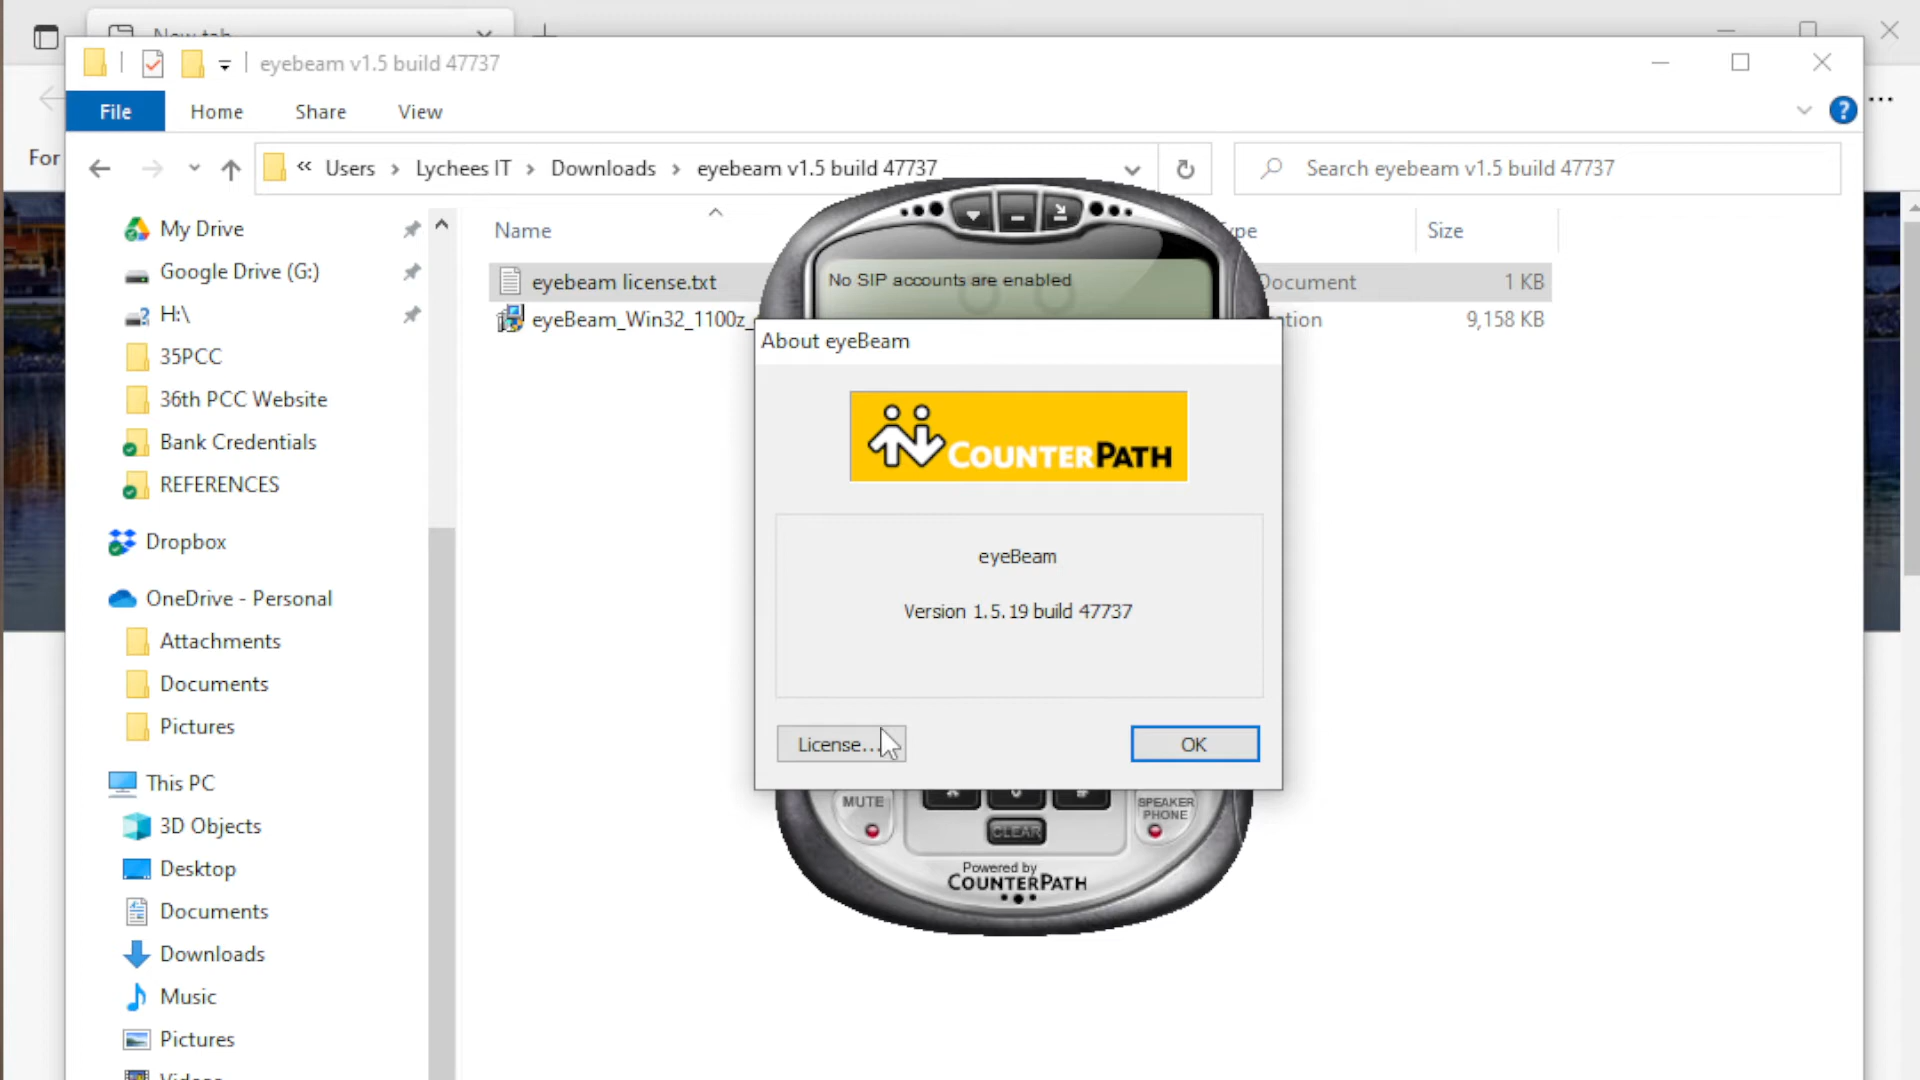 New tab
eyebeam v1.5 build 47737
File Home Share View
For
« Users > Lychees IT > Downloads > eyebeam v1.5 build 47737
Search eyebeam v1.5 build 47737
My Drive
Google Drive (G:)
H:\
35PCC
36th PCC Website
Bank Credentials
REFERENCES
Dropbox
OneDrive - Personal
Attachments
Documents
Pictures
This PC
3D Objects
Desktop
Documents
Downloads
Music
Pictures
Videos
Name Size
eyebeam license.txt Document 1 KB
eyeBeam_Win32_1100z_ 9,158 KB
No SIP accounts are enabled
About eyeBeam
COUNTERPATH
eyeBeam
Version 1.5.19 build 47737
License... OK
MUTE
SPEAKER
PHONE
CLEAR
Powered by
COUNTERPATH